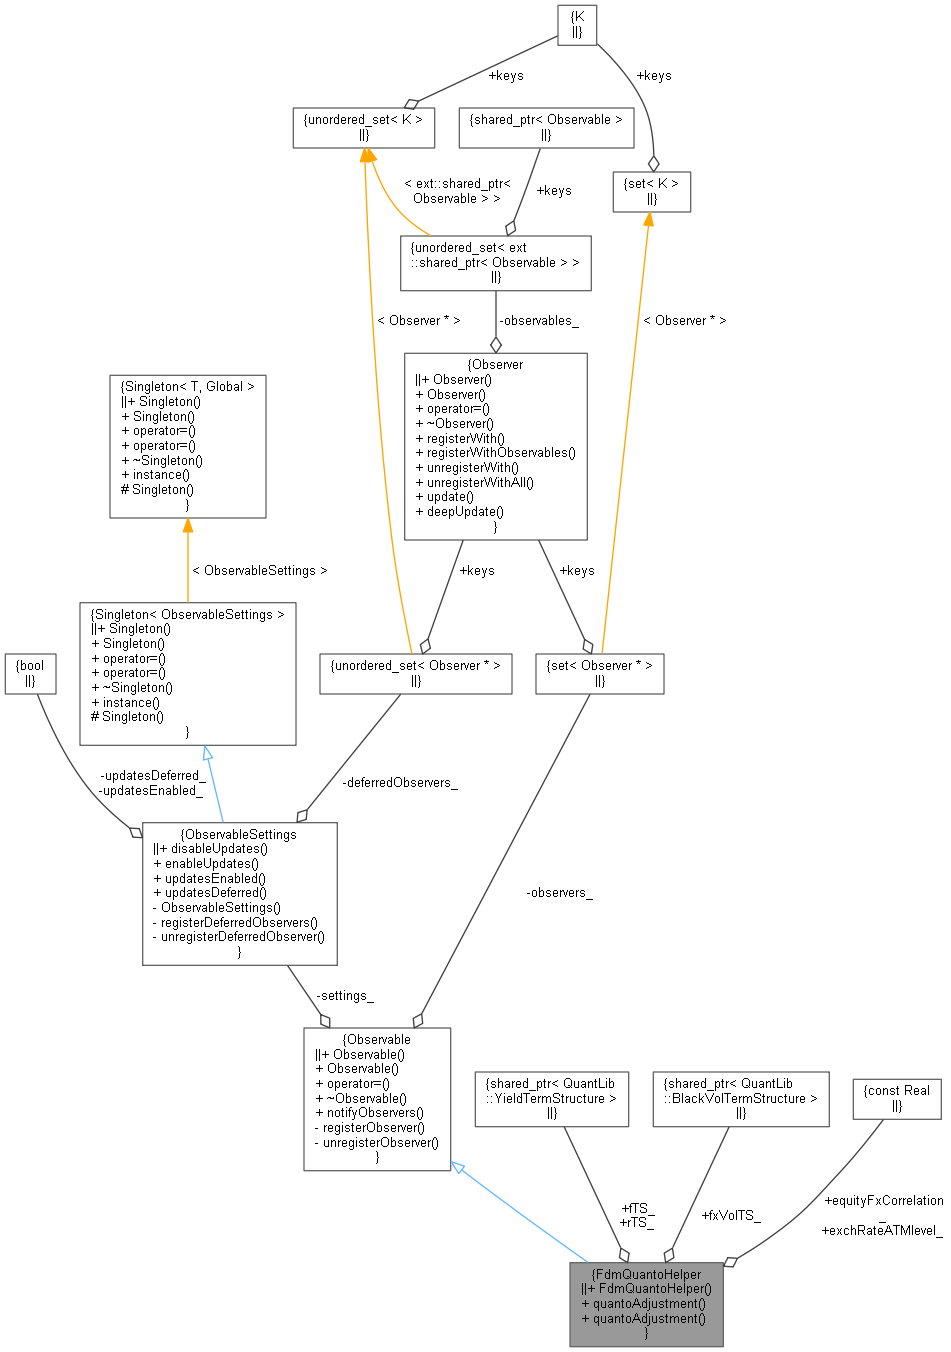 {K
||}
+keys
+keys
{unordered_set< K >
||}
{shared_ptr< Observable >
||}
{set< K >
||}
< ext::shared_ptr<
Observable > >
+keys
{unordered_set< ext
::shared_ptr< Observable > >
||}
< Observer * >
-observables_
< Observer * >
{Observer
||+ Observer()
+ Observer()
+ operator=()
+ ~Observer()
+ registerWith()
+ registerWithObservables()
+ unregisterWith()
+ unregisterWithAll()
+ update()
+ deepUpdate()
}
{Singleton< T, Global >
||+ Singleton()
+ Singleton()
+ operator=()
+ operator=()
+ ~Singleton()
+ instance()
# Singleton()
}
< ObservableSettings >
+keys
+keys
{Singleton< ObservableSettings >
||+ Singleton()
+ Singleton()
+ operator=()
+ operator=()
+ ~Singleton()
+ instance()
# Singleton()
}
{bool
||}
{unordered_set< Observer * >
||}
{set< Observer * >
||}
-updatesDeferred_
-updatesEnabled_
-deferredObservers_
{ObservableSettings
||+ disableUpdates()
+ enableUpdates()
+ updatesEnabled()
+ updatesDeferred()
- ObservableSettings()
- registerDeferredObservers()
- unregisterDeferredObserver()
}
-observers_
-settings_
{Observable
||+ Observable()
+ Observable()
+ operator=()
+ ~Observable()
+ notifyObservers()
- registerObserver()
- unregisterObserver()
}
{shared_ptr< QuantLib
::YieldTermStructure >
||}
{shared_ptr< QuantLib
::BlackVolTermStructure >
||}
{const Real
||}
+fTS_
+rTS_
+fxVolTS_
+equityFxCorrelation
_
+exchRateATMlevel_
{FdmQuantoHelper
||+ FdmQuantoHelper()
+ quantoAdjustment()
+ quantoAdjustment()
}